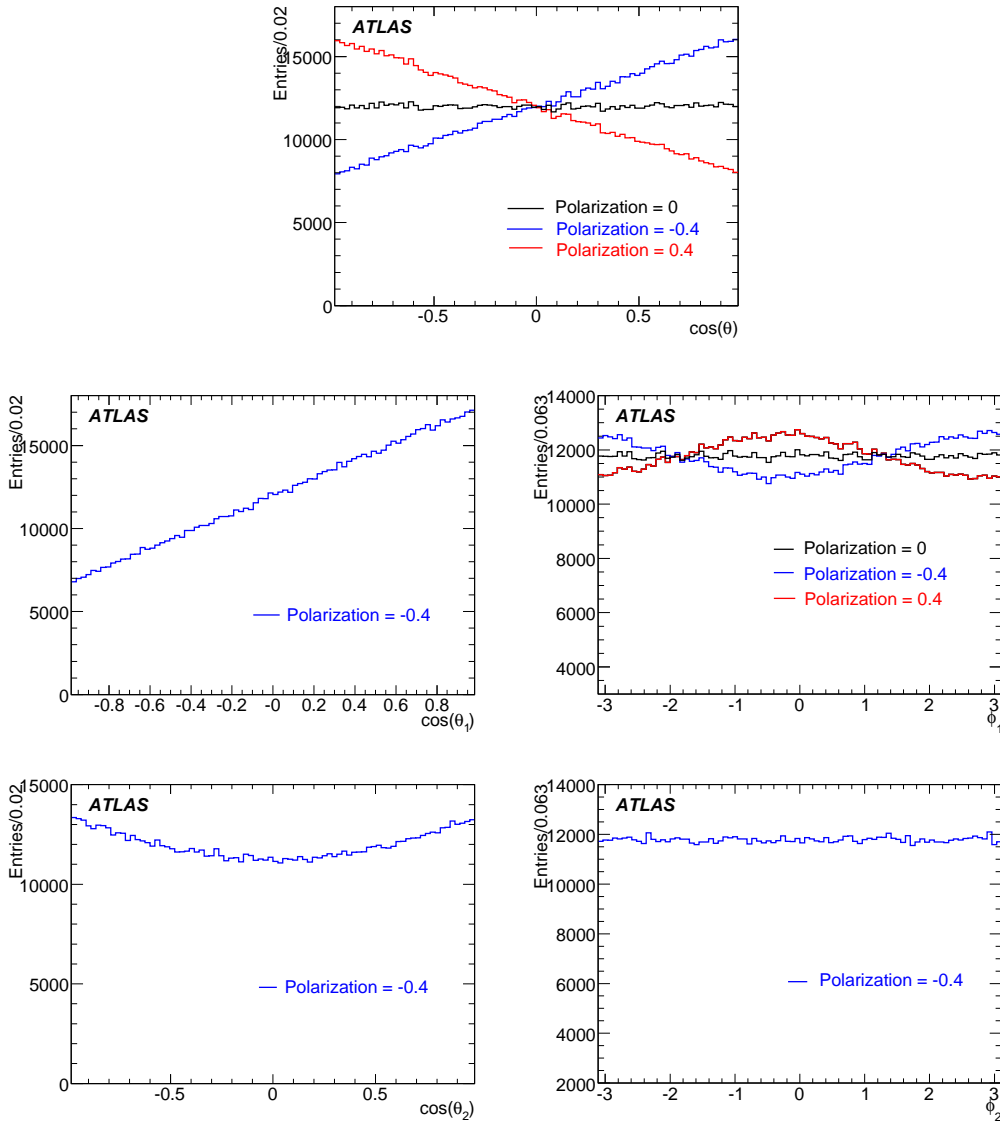 ATLAS
Entries/0.02
15000
10000
5000
0
Polarization = 0
Polarization = -0.4
Polarization = 0.4
-0.5 0 0.5
cos(θ)
ATLAS
Entries/0.02
15000
10000
5000
0
Polarization = -0.4
-0.8 -0.6 -0.4 -0.2 -0 0.2 0.4 0.6 0.8
cos(θ₁)
ATLAS
Entries/0.063
14000
12000
10000
8000
6000
4000
Polarization = 0
Polarization = -0.4
Polarization = 0.4
-3 -2 -1 0 1 2 3
ϕ₁
ATLAS
Entries/0.02
15000
10000
5000
0
Polarization = -0.4
-0.5 0 0.5
cos(θ₂)
ATLAS
Entries/0.063
14000
12000
10000
8000
6000
4000
2000
Polarization = -0.4
-3 -2 -1 0 1 2 3
ϕ₂